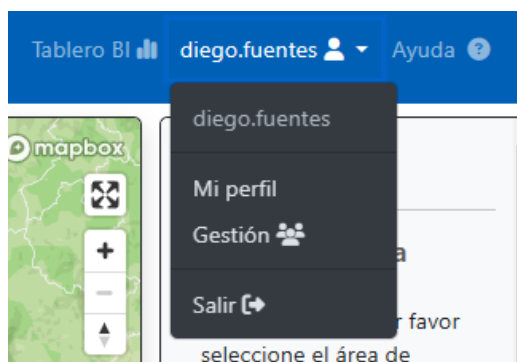 Tablero BI diego.fuentes Ayuda
diego.fuentes
mapbox
Mi perfil
Gestión
a
Salir
r favor
seleccione el área de